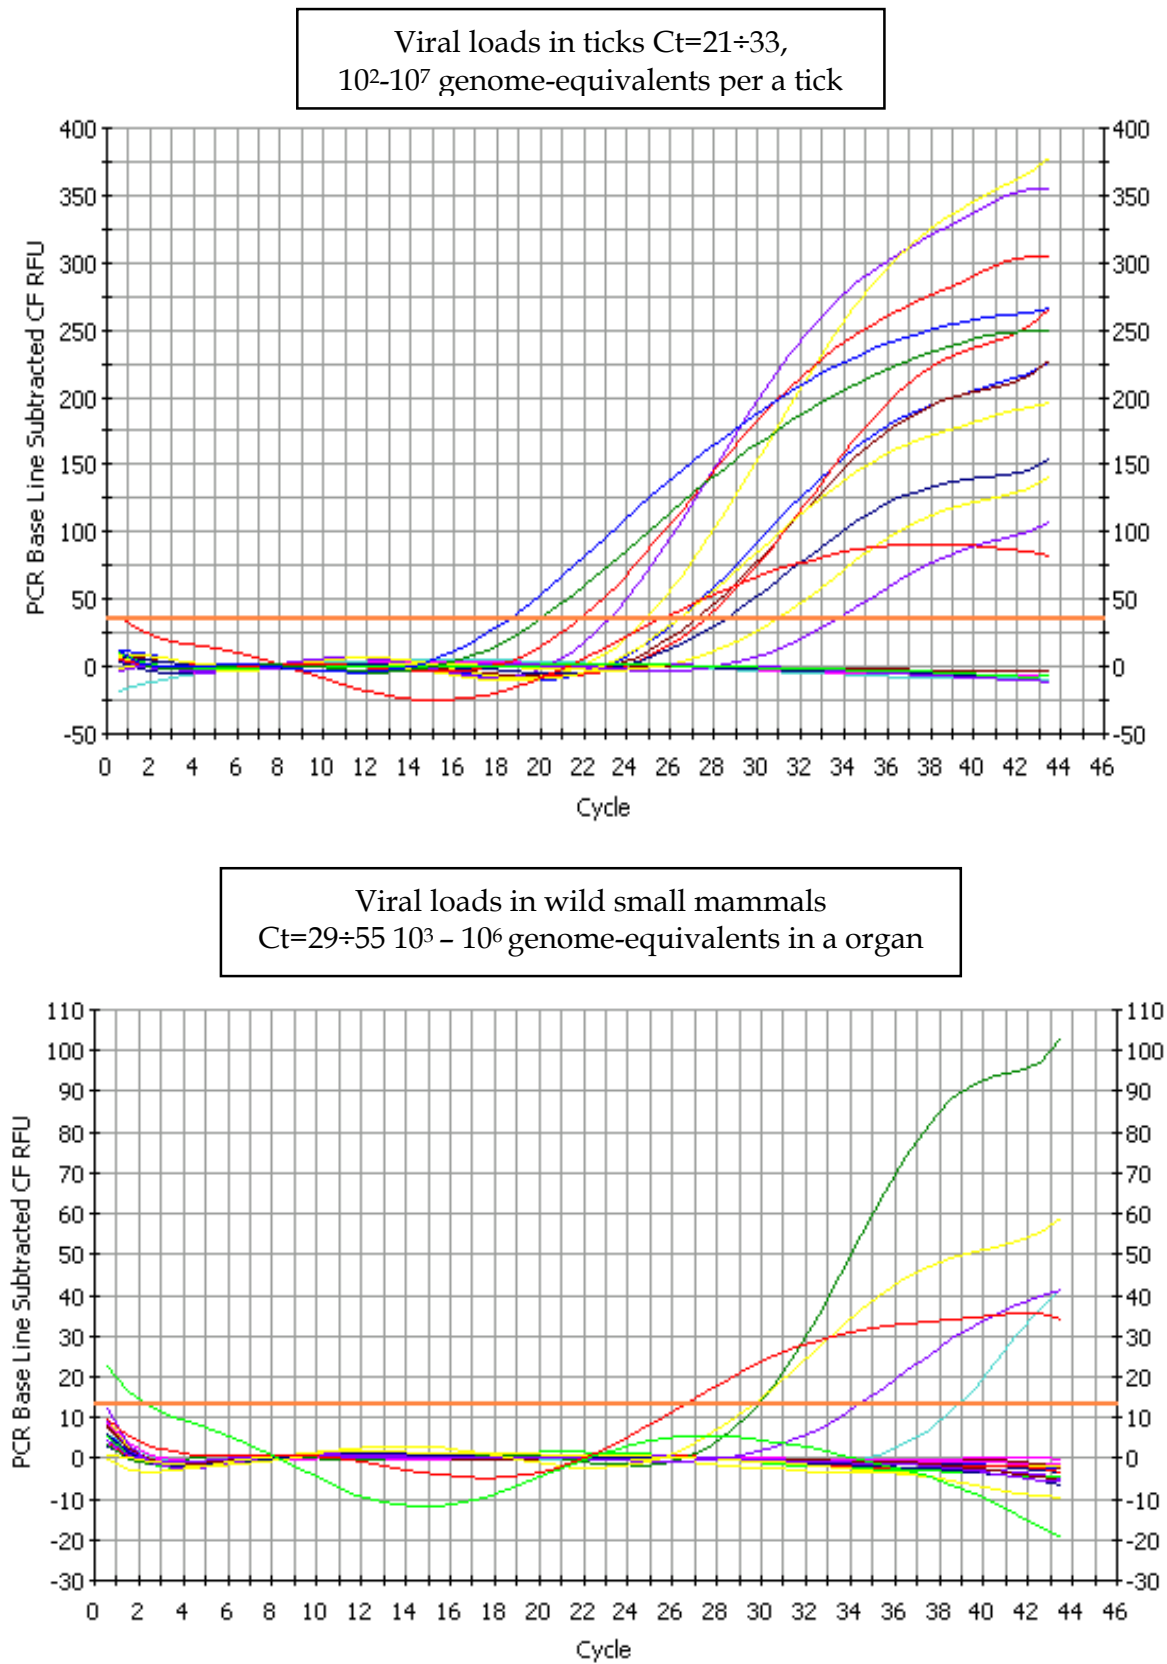 Viral loads in ticks Ct=21÷33,
10²-10⁷ genome-equivalents per a tick
400 400
350 350
300 300
250 250
200 200
150 150
100 100
50 50
0 0
-50 -50
PCR Base Line Subtracted CF RFU
0 2 4 6 8 10 12 14 16 18 20 22 24 26 28 30 32 34 36 38 40 42 44 46
Cycle
Viral loads in wild small mammals
Ct=29÷55 10³ – 10⁶ genome-equivalents in a organ
110 110
100 100
90 90
80 80
70 70
60 60
50 50
40 40
30 30
20 20
10 10
0 0
-10 -10
-20 -20
-30 -30
PCR Base Line Subtracted CF RFU
0 2 4 6 8 10 12 14 16 18 20 22 24 26 28 30 32 34 36 38 40 42 44 46
Cycle